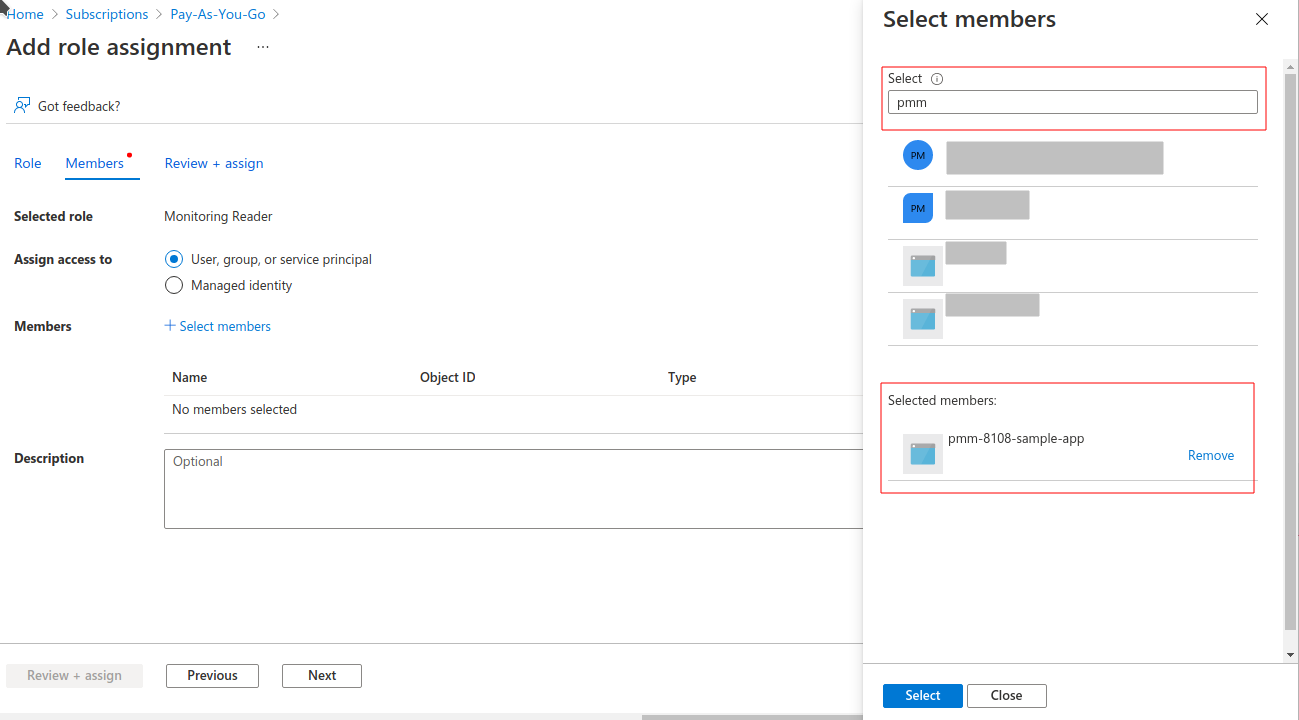 Home > Subscriptions > Pay-As-You-Go >
Add role assignment ...
Got feedback?
Role Members Review + assign
Selected role Monitoring Reader
Assign access to User, group, or service principal
Managed identity
Members + Select members
Name Object ID Type
No members selected
Description Optional
Review + assign Previous Next
Select members
Select
pmm
PM
PM
Selected members:
pmm-8108-sample-app
Remove
Select Close